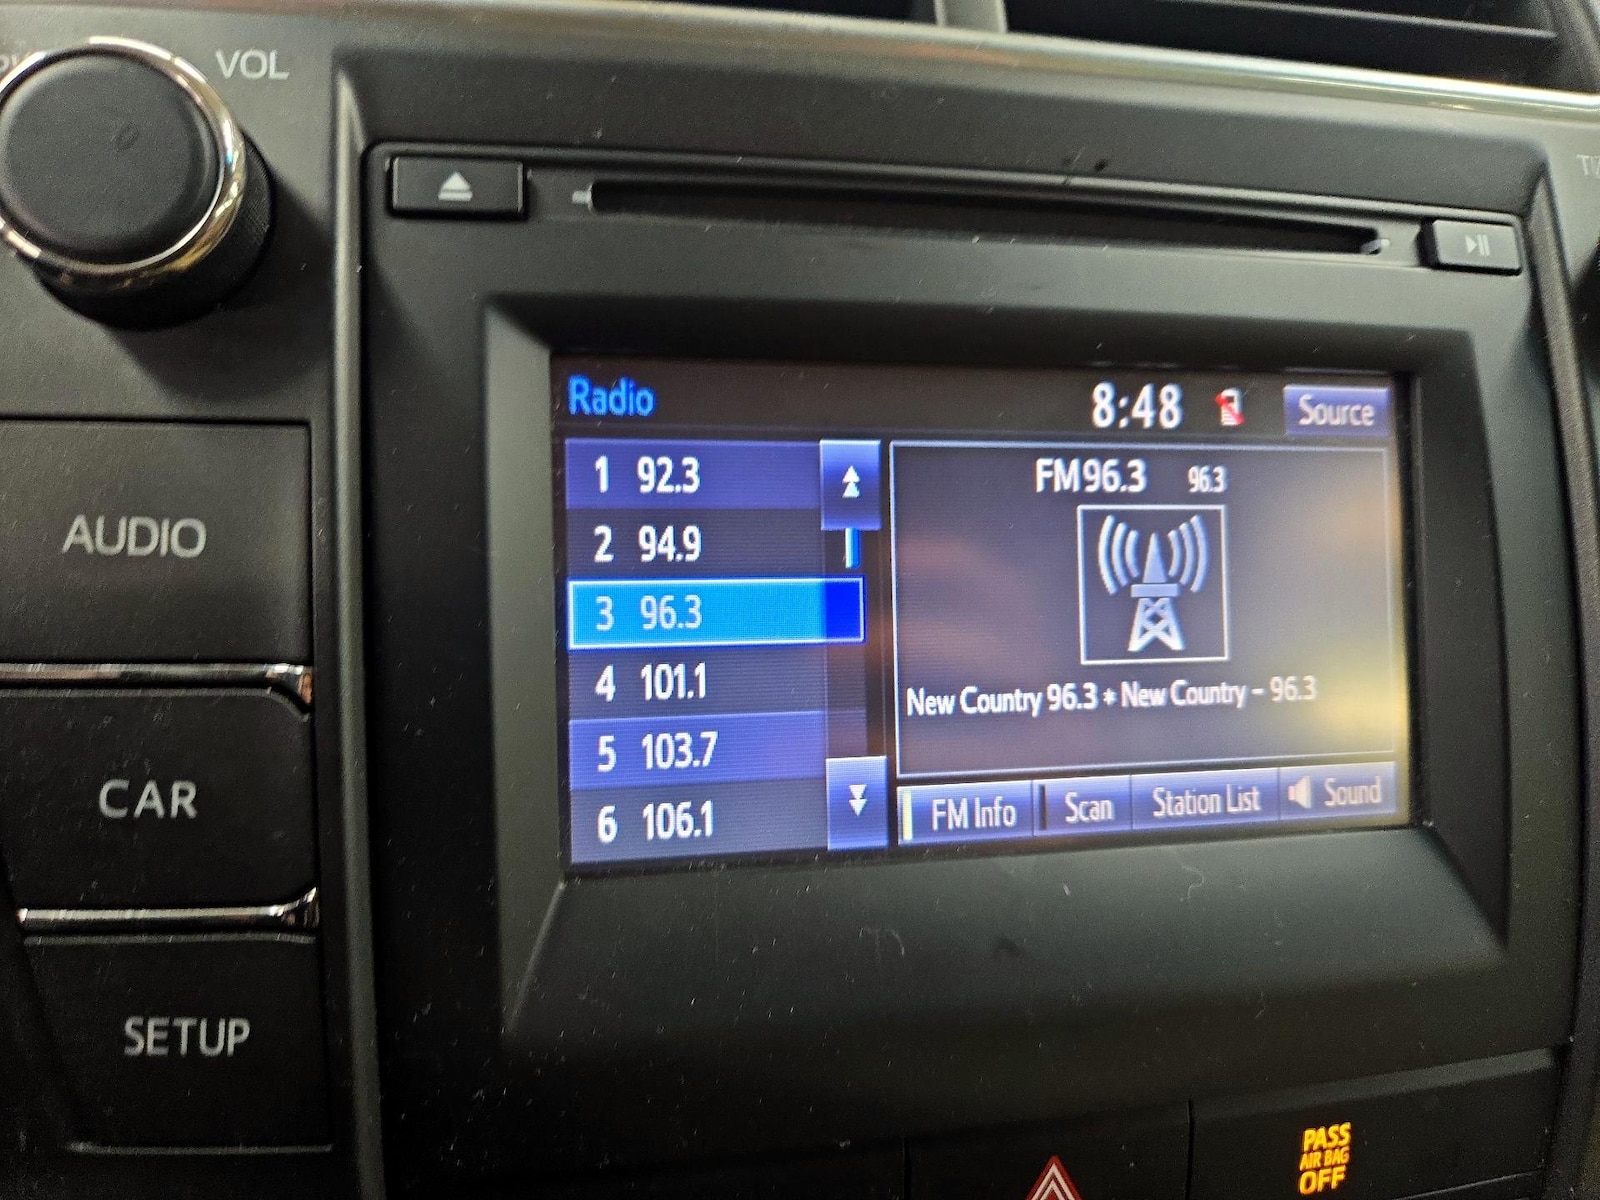 VOL
Radio
8:48
Source
1 92.3
2 94.9
3 96.3
4 101.1
5 103.7
6 106.1
FM96.3 96.3
New Country 96.3 * New Country - 96.3
FM Info
Scan
Station List
Sound
AUDIO
CAR
SETUP
PASS
AIR BAG
OFF